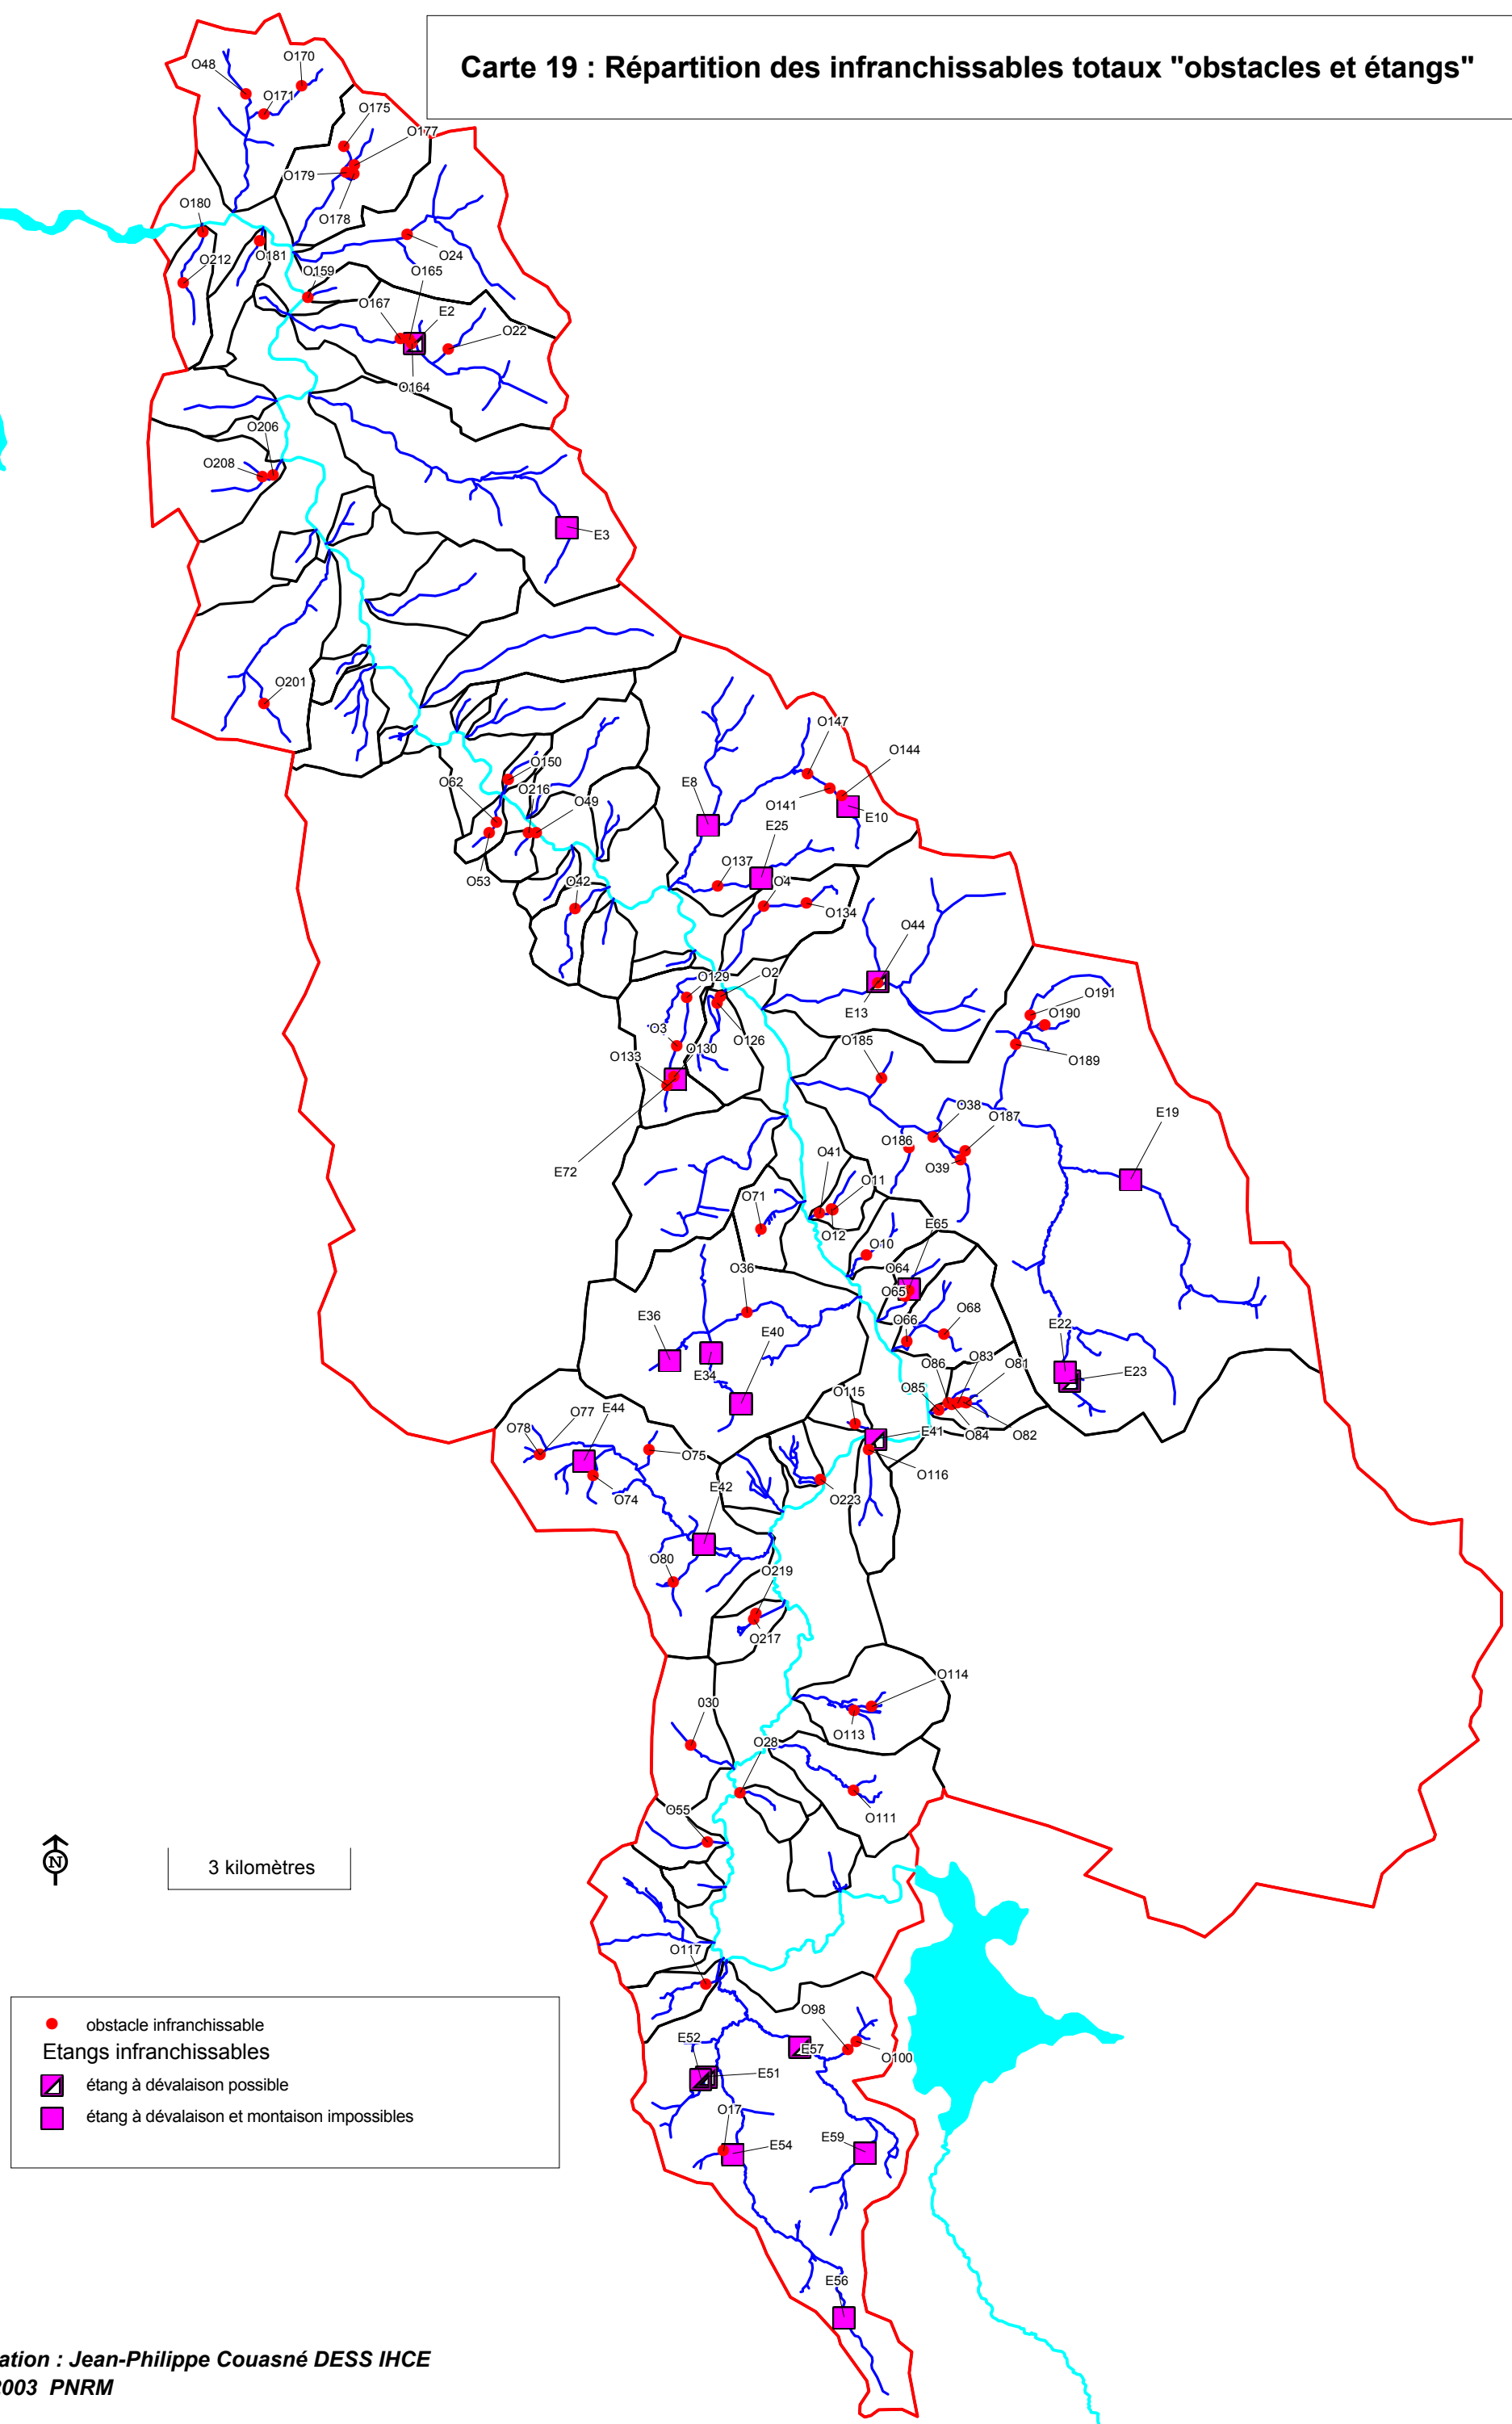 Carte 19 : Répartition des infranchissables totaux "obstacles et étangs"
O48
O170
O171
O175
O177
O179
O178
O180
O212
O181
O24
O159
O165
O167
E2
O22
O164
O206
O208
E3
O201
O147
O144
O150
O62
O216
O49
E8
O141
E10
E25
O53
O42
O137
O4
O134
O44
O129
O2
E13
O191
O190
O3
O126
O185
O133
O130
O189
O38
O187
E19
O186
O39
E72
O41
O11
O71
O12
E65
O10
O36
O64
O65
E36
E40
O66
O68
E22
E34
O86
O83
O81
E23
O85
O115
O77
E44
O78
E41
O84
O82
O75
O116
E42
O74
O223
O80
O219
O217
O114
030
O113
O28
O55
O111
3 kilomètres
N
O117
O98
E52
E57
O100
E51
O17
E54
E59
E56
obstacle infranchissable
Etangs infranchissables
étang à dévalaison possible
étang à dévalaison et montaison impossibles
ation : Jean-Philippe Couasné DESS IHCE
2003 PNRM